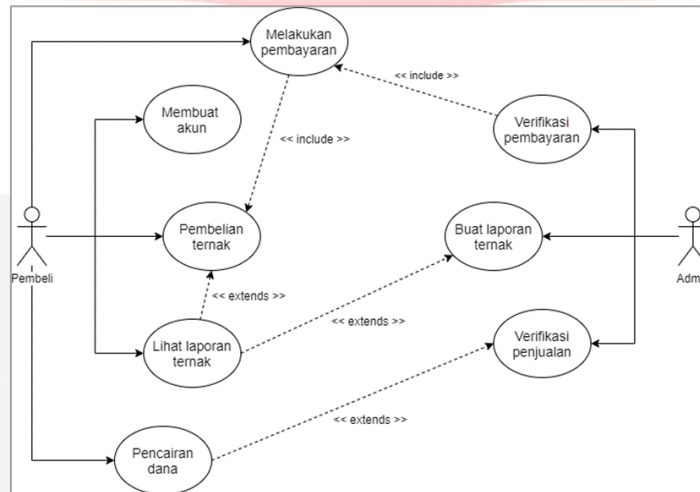 Melakukan
pembayaran
<< include >>
Membuat
akun
<< include >>
Verifikasi
pembayaran
Pembelian
ternak
Buat laporan
ternak
Pembeli
Adm
<< extends >>
<< extends >>
Lihat laporan
ternak
Verifikasi
penjualan
<< extends >>
Pencairan
dana